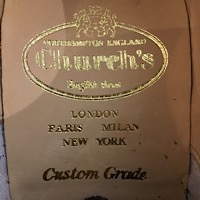 NORTHAMPTON ENGLAND
Church's
English shoes
LONDON
PARIS MILAN
NEW YORK
Custom Grade